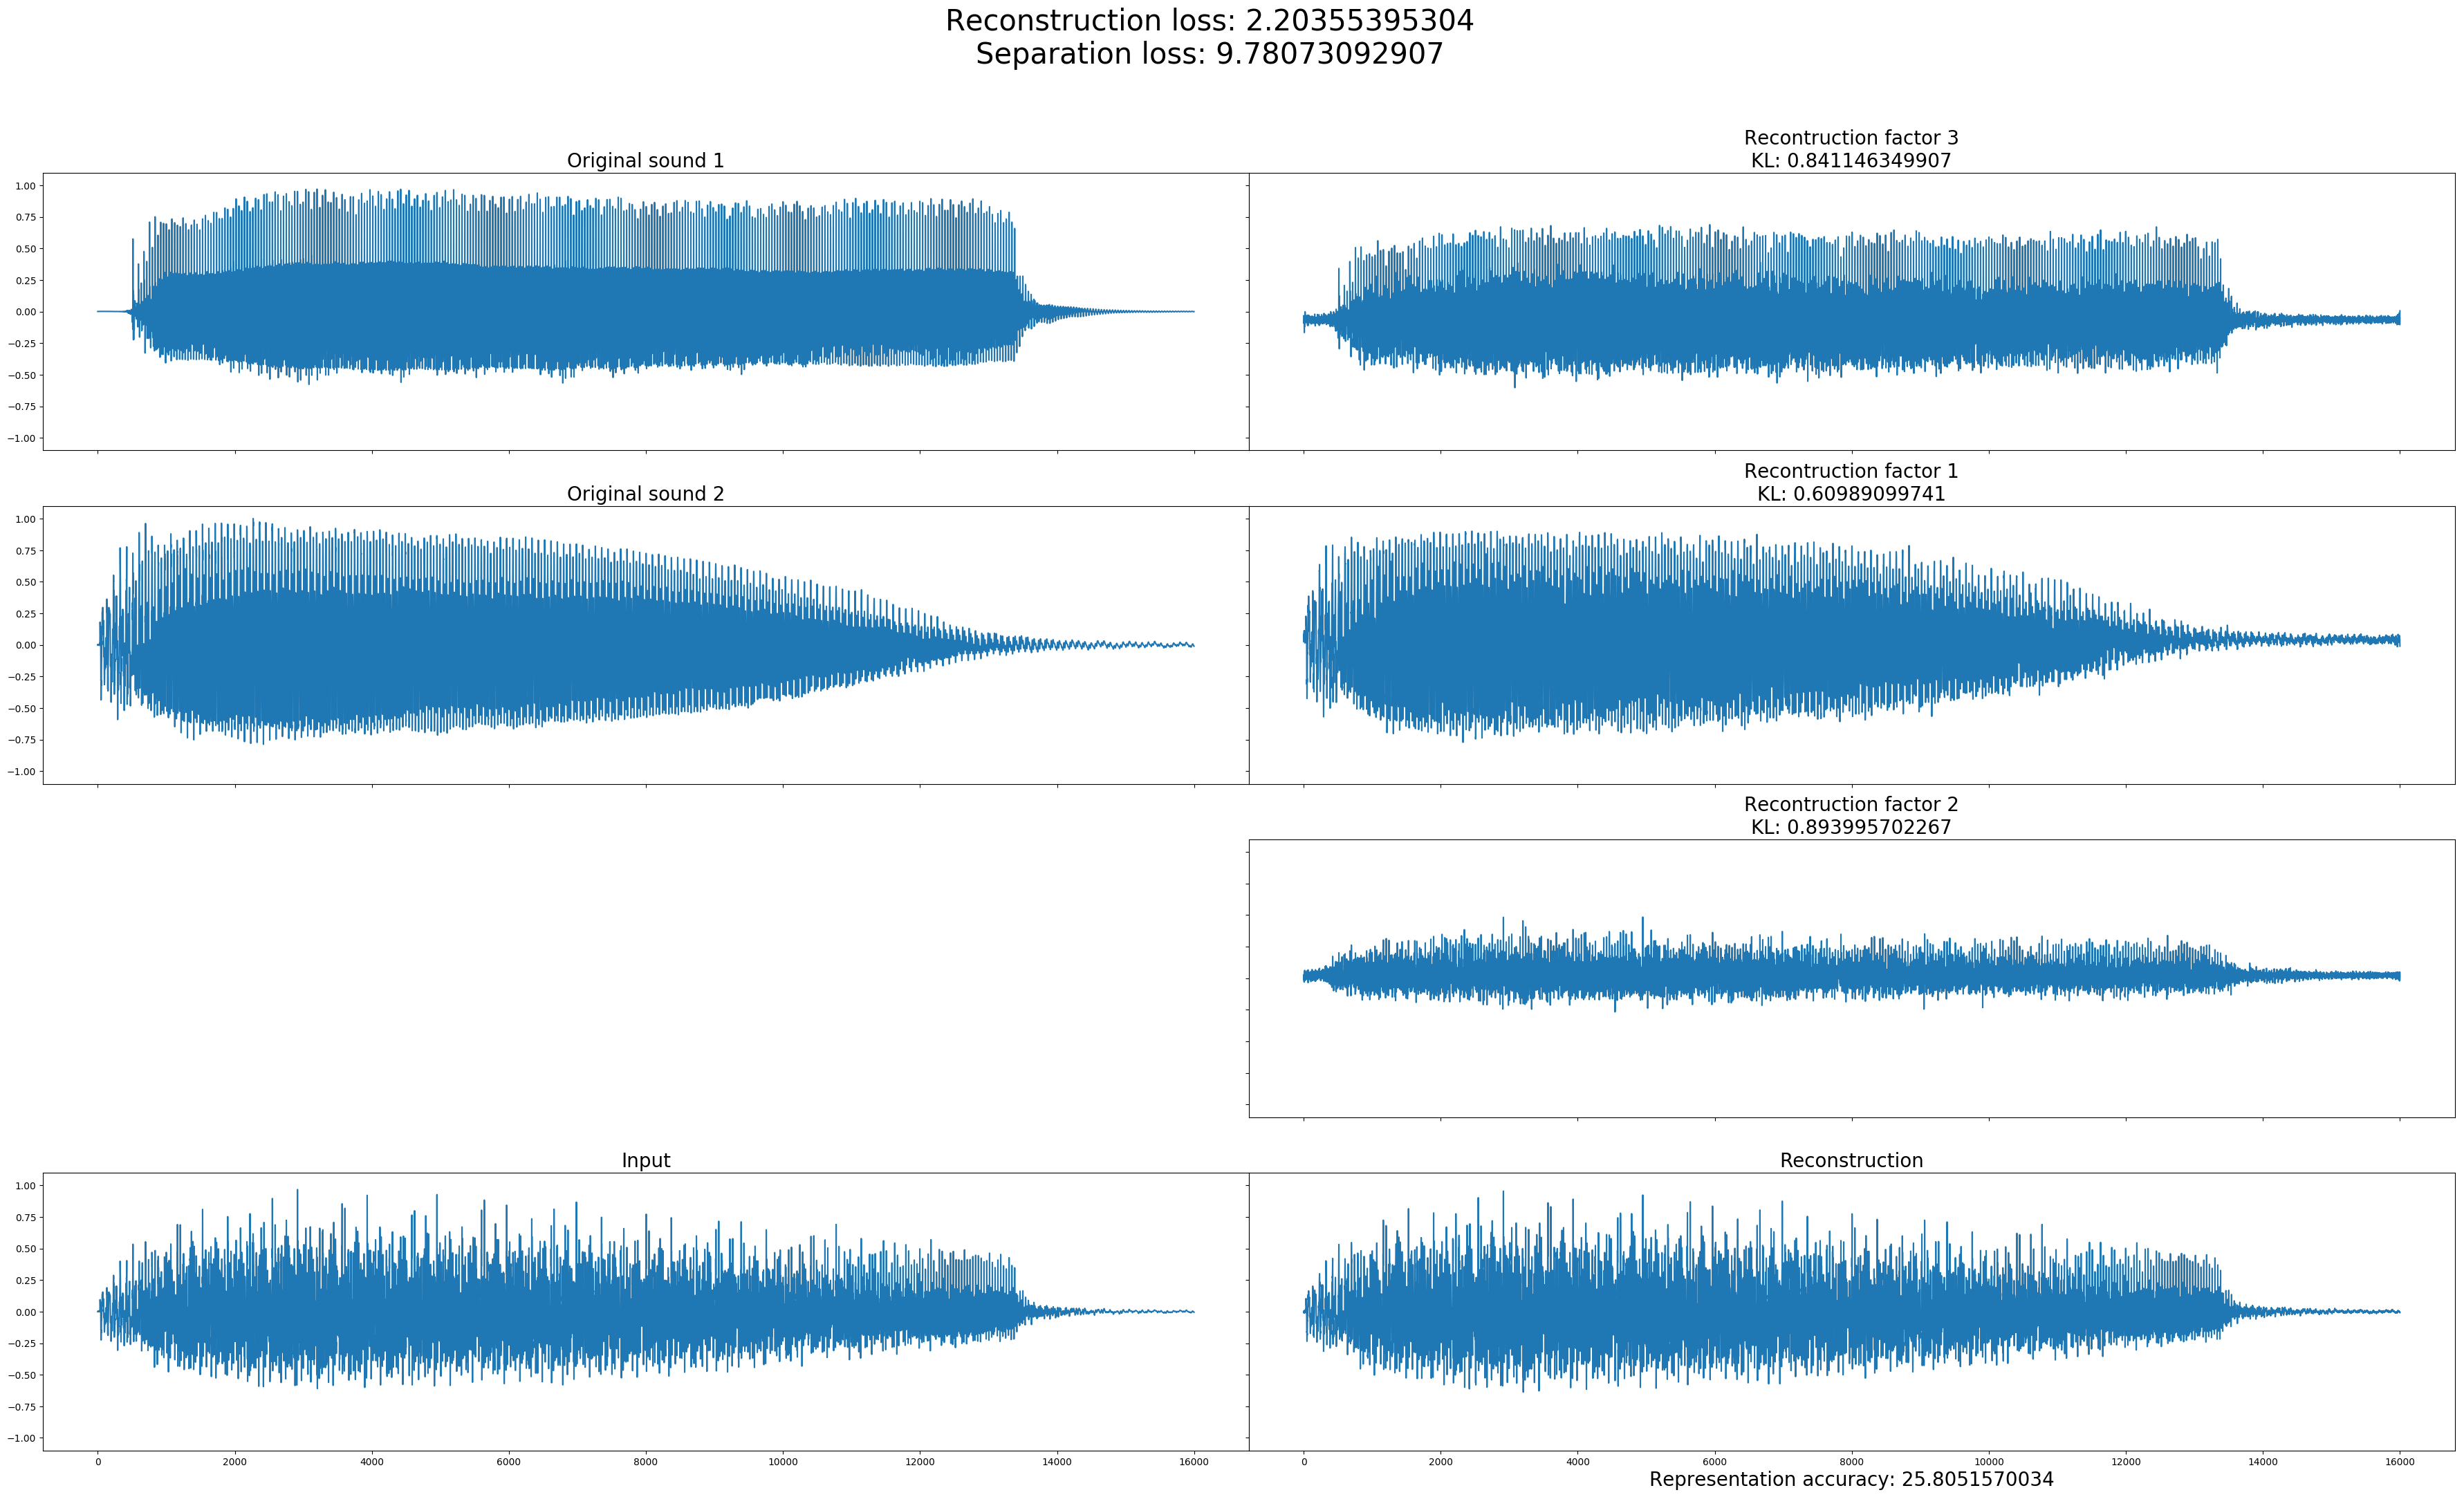 Reconstruction loss: 2.20355395304
Separation loss: 9.78073092907
Original sound 1
Recontruction factor 3
KL: 0.841146349907
1.00
0.75
0.50
0.25
0.00
−0.25
−0.50
−0.75
−1.00
Original sound 2
Recontruction factor 1
KL: 0.60989099741
1.00
0.75
0.50
0.25
0.00
−0.25
−0.50
−0.75
−1.00
Recontruction factor 2
KL: 0.893995702267
Input
Reconstruction
1.00
0.75
0.50
0.25
0.00
−0.25
−0.50
−0.75
−1.00
0 2000 4000 6000 8000 10000 12000 14000 16000
0 2000 4000 6000 8000 10000 12000 14000 16000
Representation accuracy: 25.8051570034